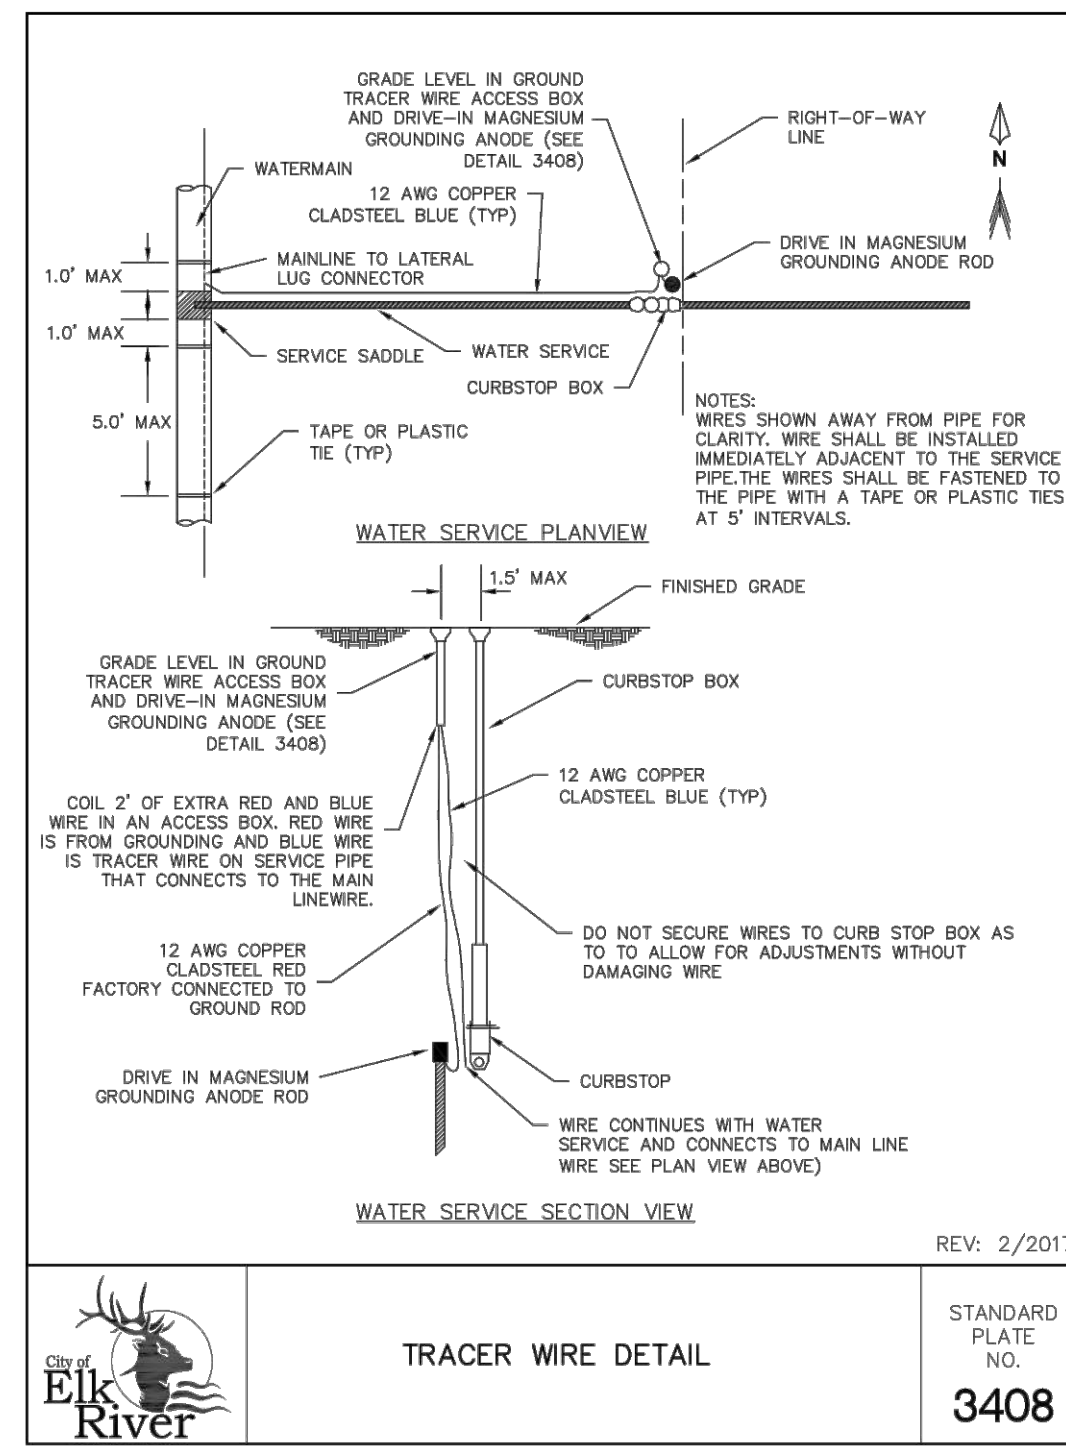 GRADE LEVEL IN GROUND
TRACER WIRE ACCESS BOX
AND DRIVE-IN MAGNESIUM
GROUNDING ANODE (SEE
DETAIL 3408)
RIGHT-OF-WAY
LINE
N
WATERMAIN
12 AWG COPPER
CLADSTEEL BLUE (TYP)
DRIVE IN MAGNESIUM
GROUNDING ANODE ROD
MAINLINE TO LATERAL
LUG CONNECTOR
1.0' MAX
1.0' MAX
SERVICE SADDLE
WATER SERVICE
CURBSTOP BOX
5.0' MAX
TAPE OR PLASTIC
TIE (TYP)
NOTES:
WIRES SHOWN AWAY FROM PIPE FOR
CLARITY. WIRE SHALL BE INSTALLED
IMMEDIATELY ADJACENT TO THE SERVICE
PIPE.THE WIRES SHALL BE FASTENED TO
THE PIPE WITH A TAPE OR PLASTIC TIES
AT 5' INTERVALS.
WATER SERVICE PLANVIEW
1.5' MAX
FINISHED GRADE
GRADE LEVEL IN GROUND
TRACER WIRE ACCESS BOX
AND DRIVE-IN MAGNESIUM
GROUNDING ANODE (SEE
DETAIL 3408)
CURBSTOP BOX
12 AWG COPPER
CLADSTEEL BLUE (TYP)
COIL 2' OF EXTRA RED AND BLUE
WIRE IN AN ACCESS BOX. RED WIRE
IS FROM GROUNDING AND BLUE WIRE
IS TRACER WIRE ON SERVICE PIPE
THAT CONNECTS TO THE MAIN
LINEWIRE.
DO NOT SECURE WIRES TO CURB STOP BOX AS
TO TO ALLOW FOR ADJUSTMENTS WITHOUT
DAMAGING WIRE
12 AWG COPPER
CLADSTEEL RED
FACTORY CONNECTED TO
GROUND ROD
DRIVE IN MAGNESIUM
GROUNDING ANODE ROD
CURBSTOP
WIRE CONTINUES WITH WATER
SERVICE AND CONNECTS TO MAIN LINE
WIRE SEE PLAN VIEW ABOVE)
WATER SERVICE SECTION VIEW
REV: 2/2017
City of
Elk
River
TRACER WIRE DETAIL
STANDARD
PLATE
NO.
3408